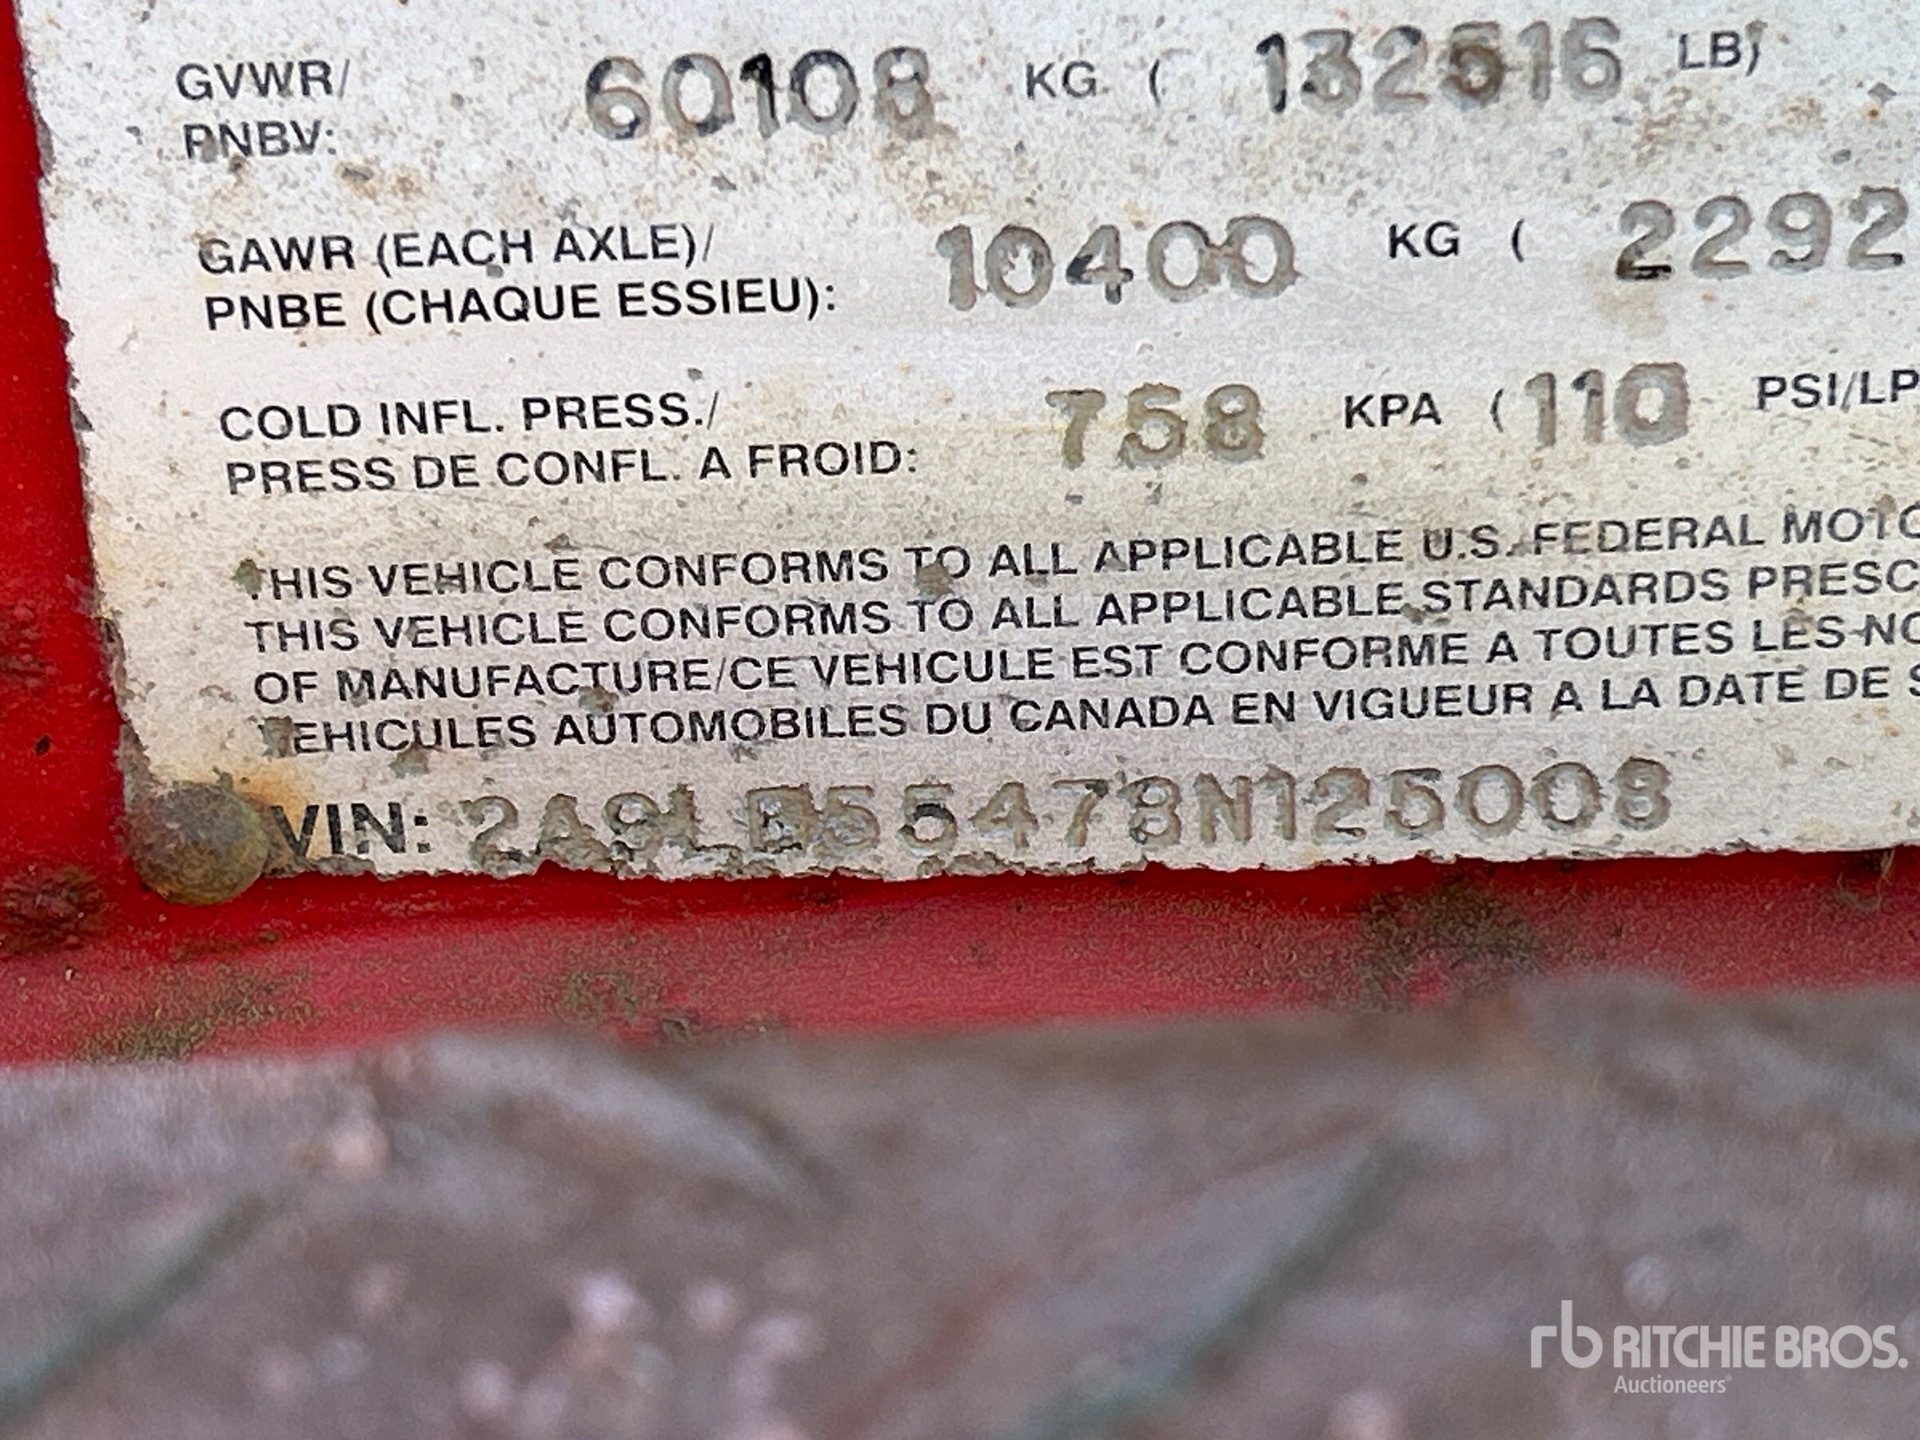 GVWR/ 60108 KG ( 132516 LB)
PNBV:
GAWR (EACH AXLE)/ 10400 KG ( 2292
PNBE (CHAQUE ESSIEU):
COLD INFL. PRESS./ 758 KPA ( 110 PSI/LP
PRESS DE CONFL. A FROID:
THIS VEHICLE CONFORMS TO ALL APPLICABLE U.S. FEDERAL MOTO
THIS VEHICLE CONFORMS TO ALL APPLICABLE STANDARDS PRESC
OF MANUFACTURE/CE VEHICULE EST CONFORME A TOUTES LES NO
VEHICULES AUTOMOBILES DU CANADA EN VIGUEUR A LA DATE DE S
VIN:
rb RITCHIE BROS.
Auctioneers